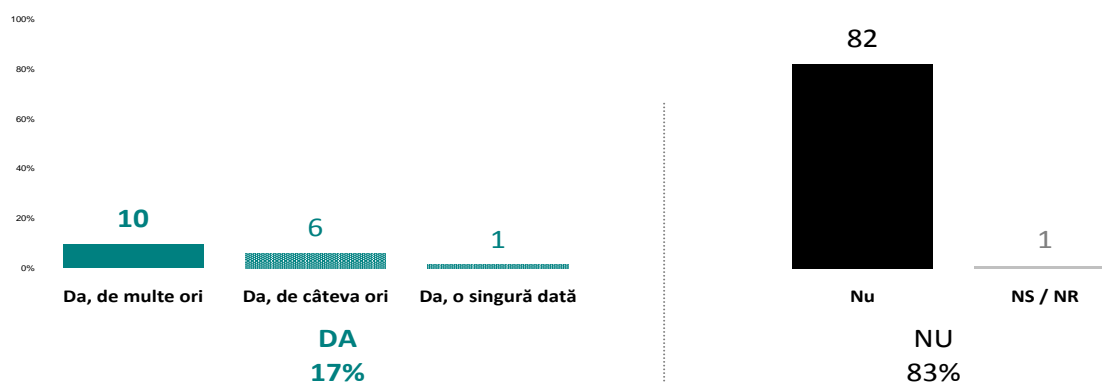 100%
80%
60%
40%
20%
0%
10
6
1
82
1
Da, de multe ori
Da, de câteva ori
Da, o singură dată
Nu
NS / NR
DA
17%
NU
83%